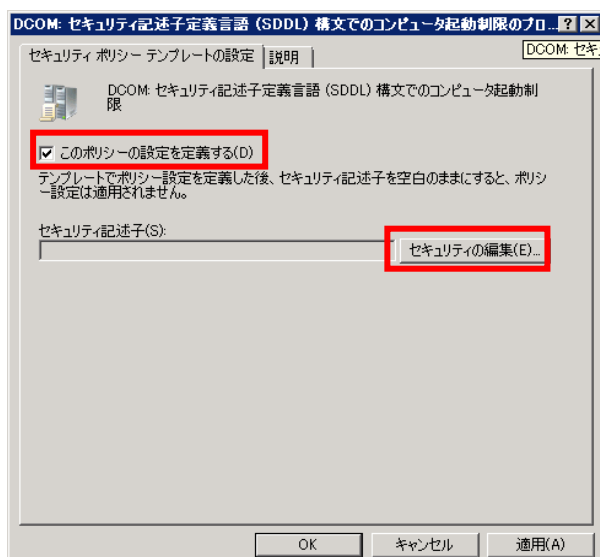 DCOM: セキュリティ記述子定義言語 (SDDL) 構文でのコンピュータ起動制限のプロ...
DCOM: セキ
セキュリティ ポリシー テンプレートの設定
説明
DCOM: セキュリティ記述子定義言語 (SDDL) 構文でのコンピュータ起動制
限
このポリシーの設定を定義する(D)
テンプレートでポリシー設定を定義した後、セキュリティ記述子を空白のままにすると、ポリシ
ー設定は適用されません。
セキュリティ記述子(S):
セキュリティの編集(E)...
OK
キャンセル
適用(A)